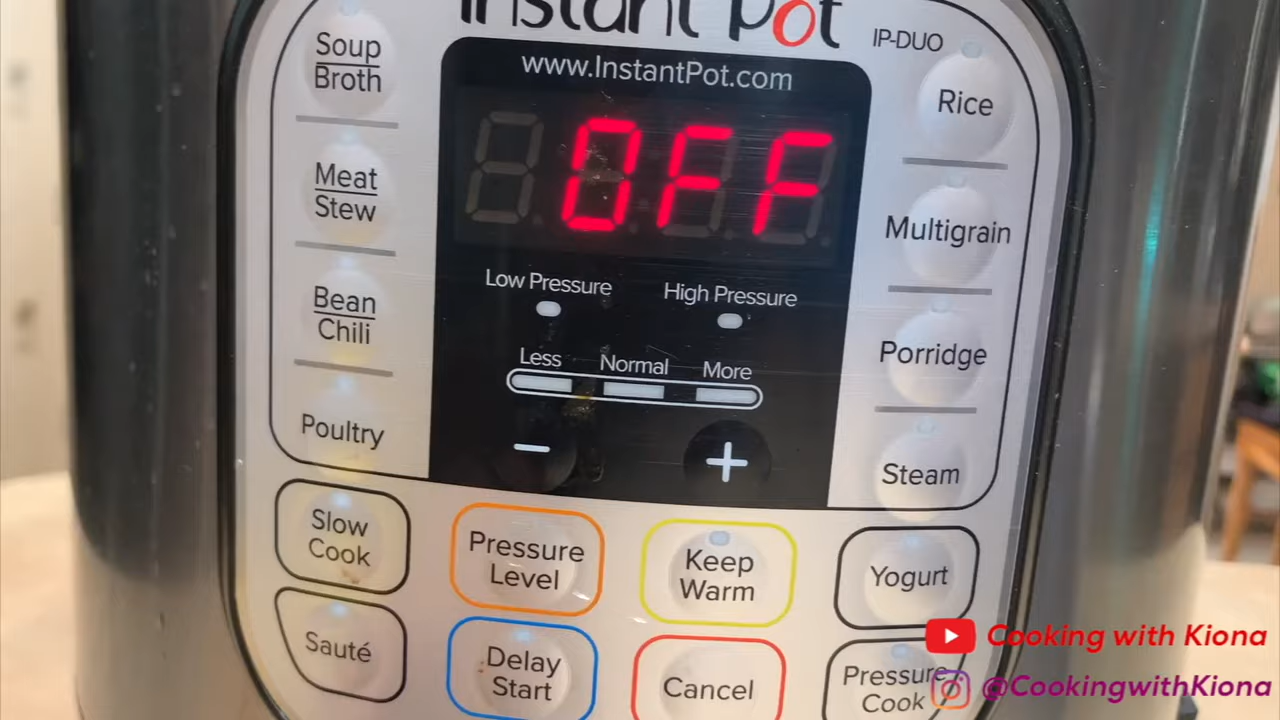 Instant Pot
IP-DUO
www.InstantPot.com
OFF
Soup
Broth
Meat
Stew
Bean
Chili
Poultry
Low Pressure
High Pressure
Less Normal More
− +
Rice
Multigrain
Porridge
Steam
Slow
Cook
Pressure
Level
Keep
Warm
Yogurt
Sauté
Delay
Start
Cancel
Pressure
Cook
Cooking with Kiona
@CookingwithKiona